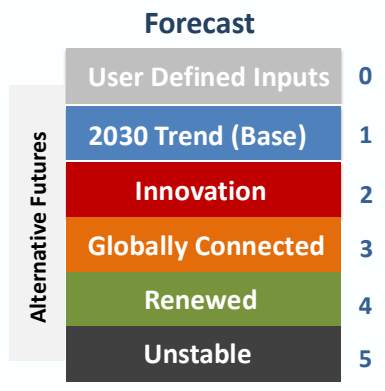 Forecast
User Defined Inputs 0
Alternative Futures
2030 Trend (Base) 1
Innovation 2
Globally Connected 3
Renewed 4
Unstable 5